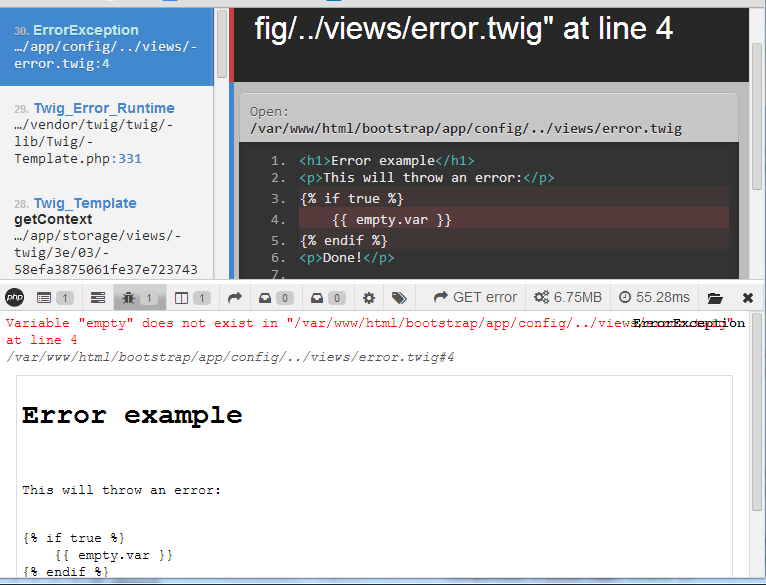 30. ErrorException
…/app/config/../views/-
error.twig:4
29. Twig_Error_Runtime
…/vendor/twig/twig/-
lib/Twig/-
Template.php:331
28. Twig_Template
getContext
…/app/storage/views/-
twig/3e/03/-
58efa3875061fe37e723743
fig/../views/error.twig" at line 4
Open:
/var/www/html/bootstrap/app/config/../views/error.twig
1. <h1>Error example</h1>
2. <p>This will throw an error:</p>
3. {% if true %}
4. {{ empty.var }}
5. {% endif %}
6. <p>Done!</p>
7.
php 1 1 1 0 0 GET error 6.75MB 55.28ms
Variable "empty" does not exist in "/var/www/html/bootstrap/app/config/../views/error.twig" ErrorException
at line 4
/var/www/html/bootstrap/app/config/../views/error.twig#4
Error example
This will throw an error:
{% if true %}
{{ empty.var }}
{% endif %}